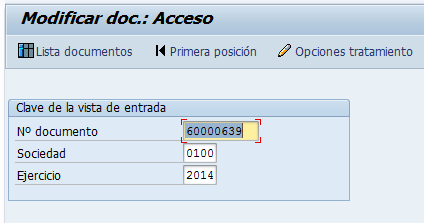 Modificar doc.: Acceso
Lista documentos Primera posición Opciones tratamiento
Clave de la vista de entrada
Nº documento 60000639
Sociedad 0100
Ejercicio 2014